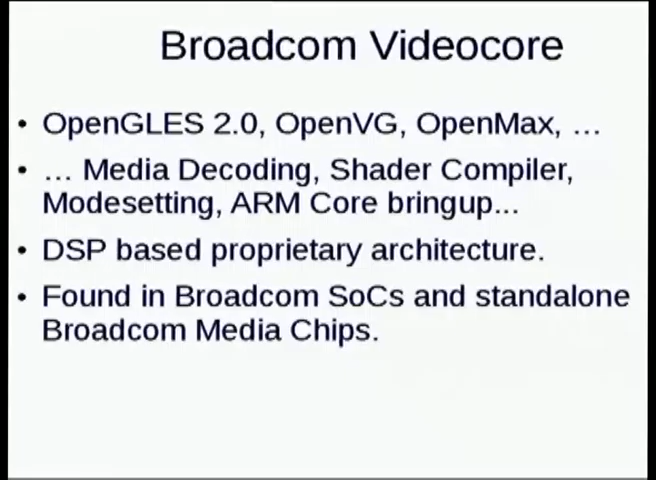 Broadcom Videocore
• OpenGLES 2.0, OpenVG, OpenMax, ...
• ... Media Decoding, Shader Compiler,
Modesetting, ARM Core bringup...
• DSP based proprietary architecture.
• Found in Broadcom SoCs and standalone
Broadcom Media Chips.